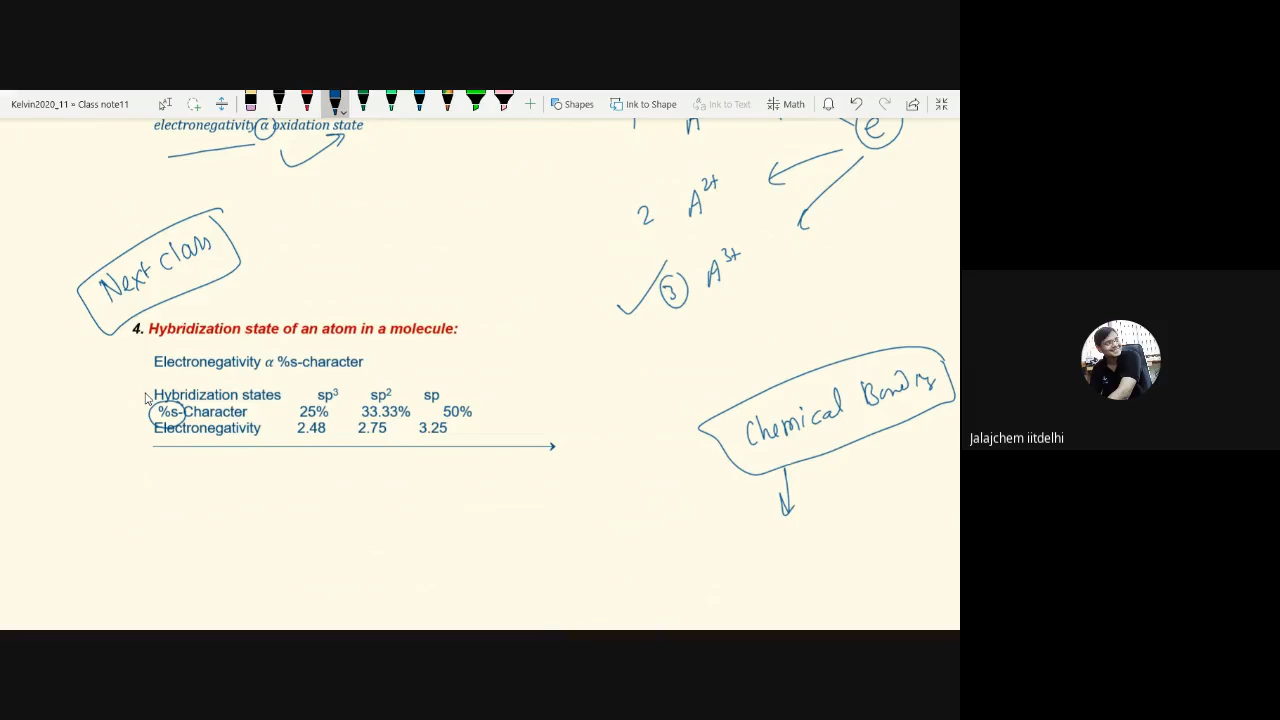 Kelvin2020_11 » Class note11
Shapes
Ink to Shape
Ink to Text
Math
electronegativity α oxidation state
A
e
2 A2+
3 A3+
Next class
4. Hybridization state of an atom in a molecule:
Electronegativity α %s-character
Hybridization states sp3 sp2 sp
%s-Character 25% 33.33% 50%
Electronegativity 2.48 2.75 3.25
Chemical Bonding
Jalajchem iitdelhi